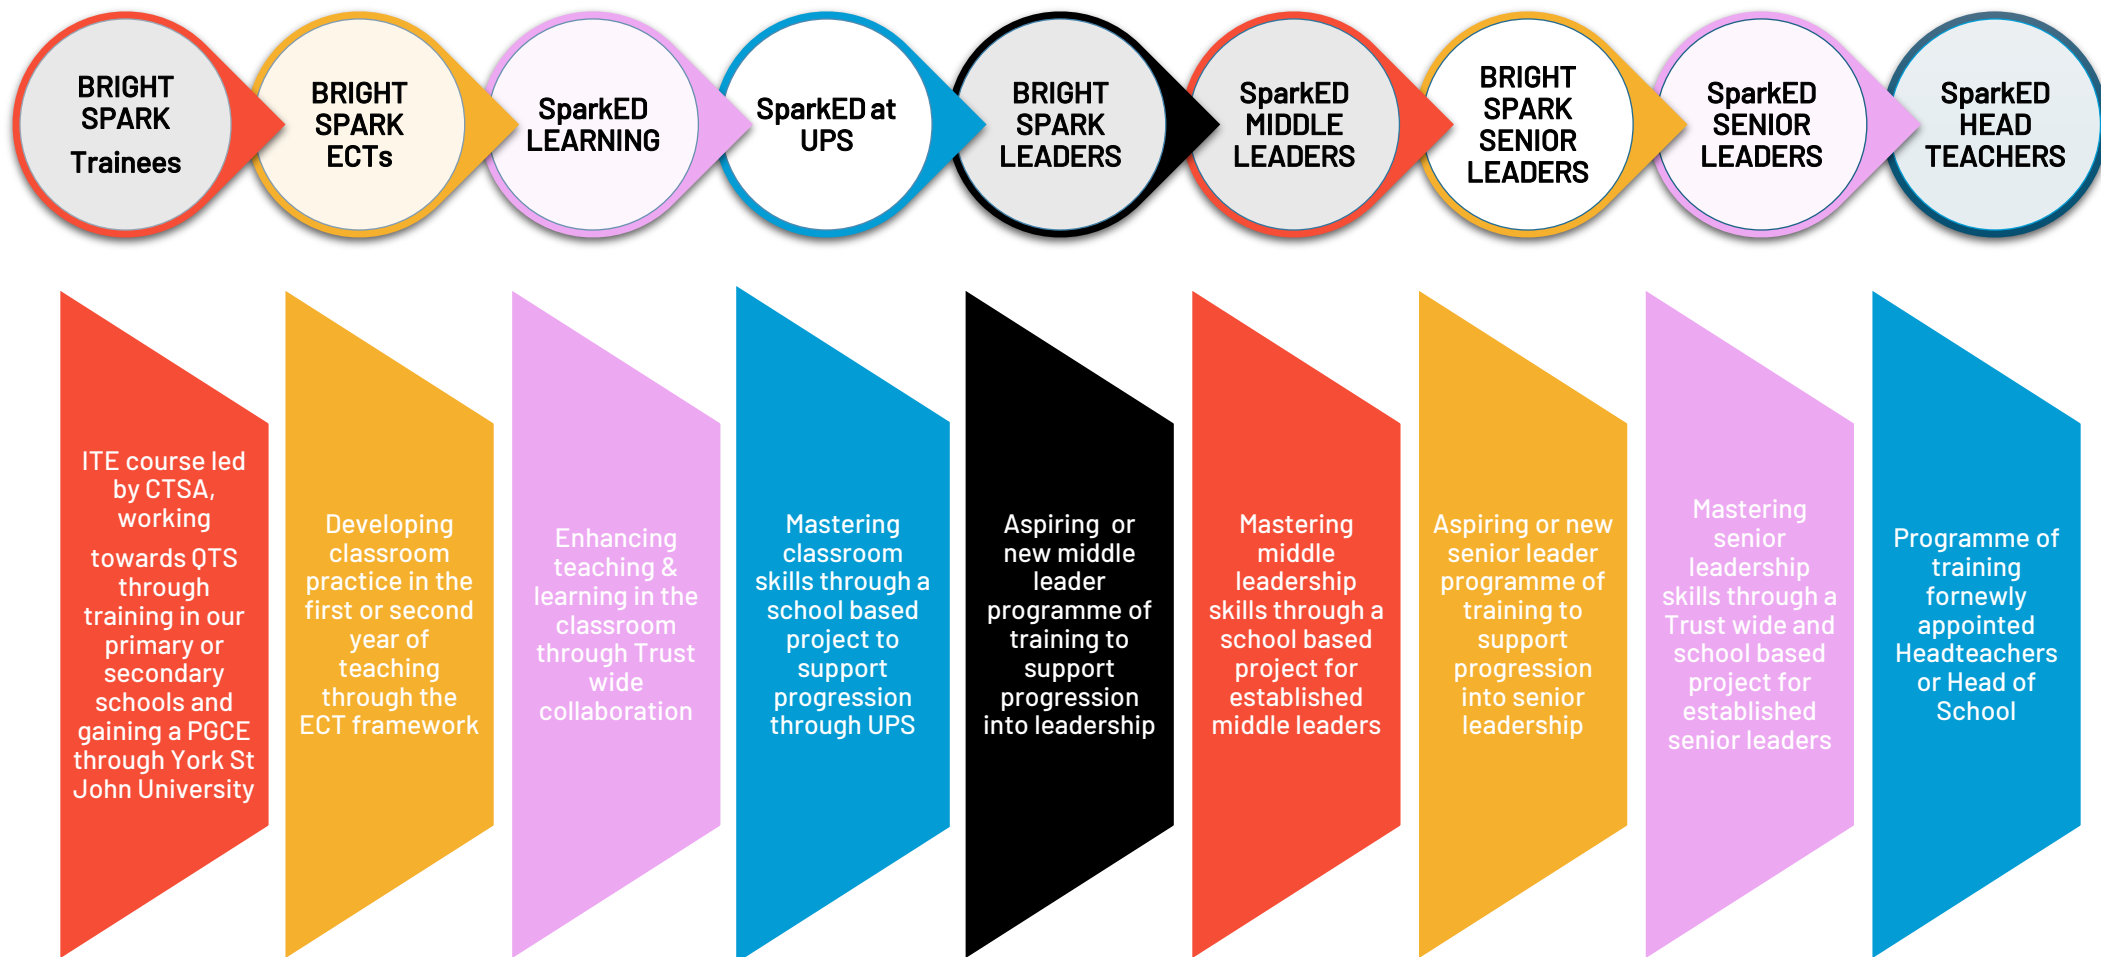 BRIGHT
SPARK
Trainees
BRIGHT
SPARK
ECTs
SparkED
LEARNING
SparkED at
UPS
BRIGHT
SPARK
LEADERS
SparkED
MIDDLE
LEADERS
BRIGHT
SPARK
SENIOR
LEADERS
SparkED
SENIOR
LEADERS
SparkED
HEAD
TEACHERS
ITE course led
by CTSA,
working
towards QTS
through
training in our
primary or
secondary
schools and
gaining a PGCE
through York St
John University
Developing
classroom
practice in the
first or second
year of
teaching
through the
ECT framework
Enhancing
teaching &
learning in the
classroom
through Trust
wide
collaboration
Mastering
classroom
skills through a
school based
project to
support
progression
through UPS
Aspiring  or
new middle
leader
programme of
training to
support
progression
into leadership
Mastering
middle
leadership
skills through a
school based
project for
established
middle leaders
Aspiring or new
senior leader
programme of
training to
support
progression
into senior
leadership
Mastering
senior
leadership
skills through a
Trust wide and
school based
project for
established
senior leaders
Programme of
training
fornewly
appointed
Headteachers
or Head of
School